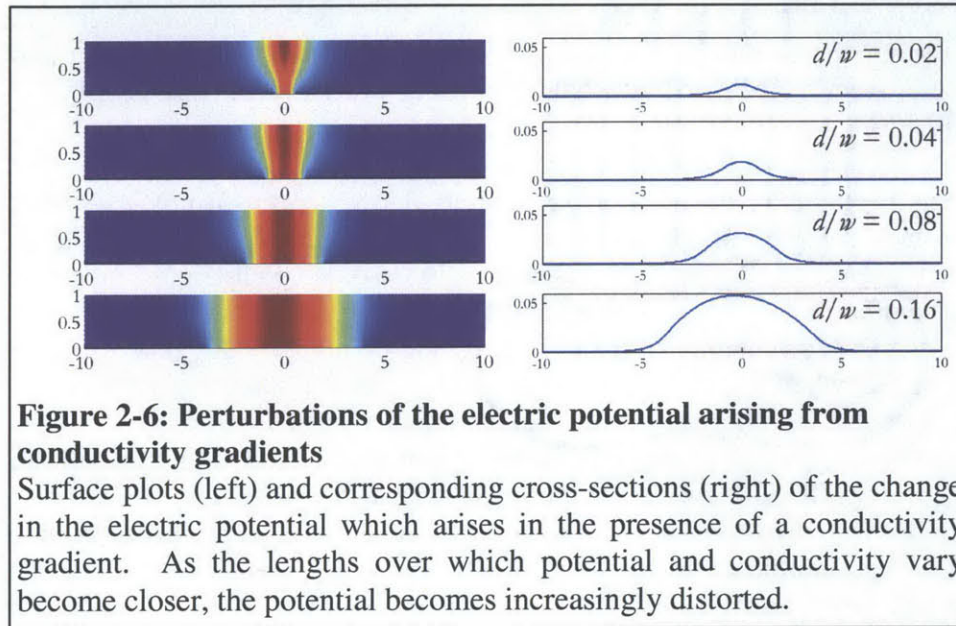 1
0.5
0
-10 -5 0 5 10
0.05
0
-10 -5 0 5 10
d/w = 0.02
1
0.5
0
-10 -5 0 5 10
0.05
0
-10 -5 0 5 10
d/w = 0.04
1
0.5
0
-10 -5 0 5 10
0.05
0
-10 -5 0 5 10
d/w = 0.08
1
0.5
0
-10 -5 0 5 10
0.05
0
-10 -5 0 5 10
d/w = 0.16
Figure 2-6: Perturbations of the electric potential arising from
conductivity gradients
Surface plots (left) and corresponding cross-sections (right) of the change
in the electric potential which arises in the presence of a conductivity
gradient. As the lengths over which potential and conductivity vary
become closer, the potential becomes increasingly distorted.